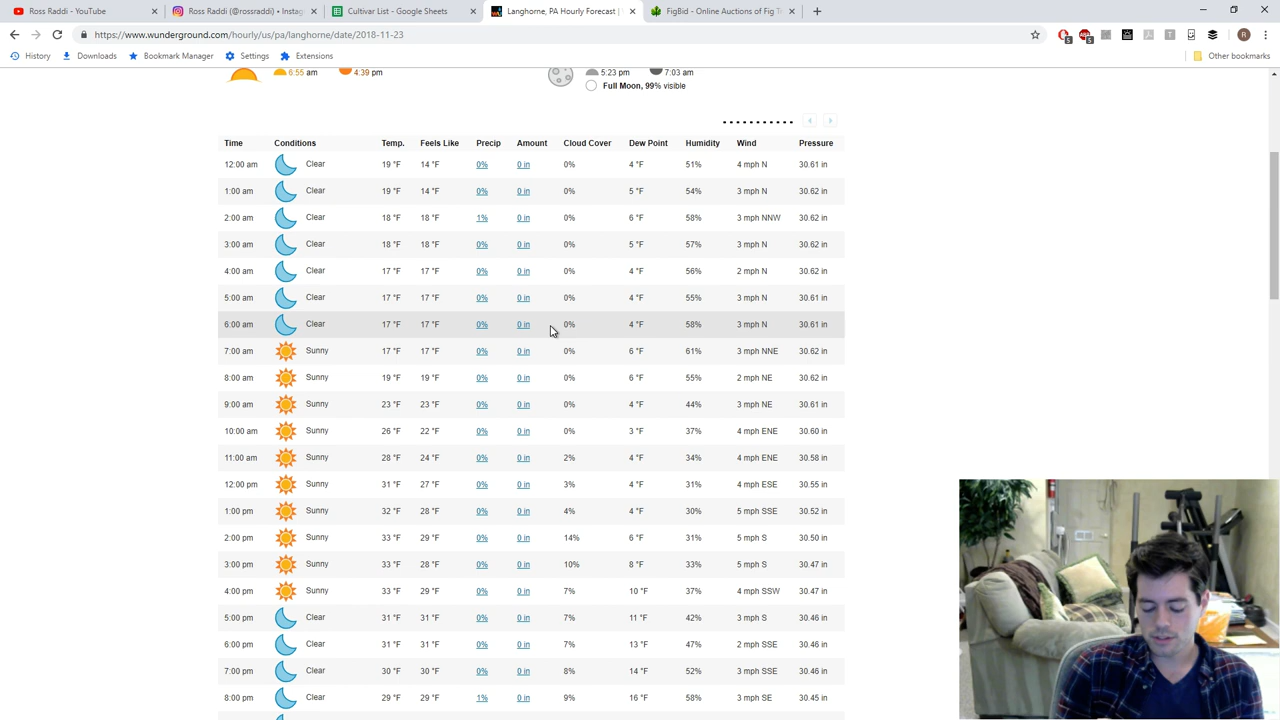 Ross Raddi - YouTube
Ross Raddi (@rossraddi) • Instag
Cultivar List - Google Sheets
Langhorne, PA Hourly Forecast |
FigBid - Online Auctions of Fig T
https://www.wunderground.com/hourly/us/pa/langhorne/date/2018-11-23
5
5
R
History
Downloads
Bookmark Manager
Settings
Extensions
Other bookmarks
6:55 am
4:39 pm
5:23 pm
7:03 am
Full Moon, 99% visible
Time Conditions Temp. Feels Like Precip Amount Cloud Cover Dew Point Humidity Wind Pressure
12:00 am Clear 19 °F 14 °F 0% 0 in 0% 4 °F 51% 4 mph N 30.61 in
1:00 am Clear 19 °F 14 °F 0% 0 in 0% 5 °F 54% 3 mph N 30.62 in
2:00 am Clear 18 °F 18 °F 1% 0 in 0% 6 °F 58% 3 mph NNW 30.62 in
3:00 am Clear 18 °F 18 °F 0% 0 in 0% 5 °F 57% 3 mph N 30.62 in
4:00 am Clear 17 °F 17 °F 0% 0 in 0% 4 °F 56% 2 mph N 30.62 in
5:00 am Clear 17 °F 17 °F 0% 0 in 0% 4 °F 55% 3 mph N 30.61 in
6:00 am Clear 17 °F 17 °F 0% 0 in 0% 4 °F 58% 3 mph N 30.61 in
7:00 am Sunny 17 °F 17 °F 0% 0 in 0% 6 °F 61% 3 mph NNE 30.62 in
8:00 am Sunny 19 °F 19 °F 0% 0 in 0% 6 °F 55% 2 mph NE 30.62 in
9:00 am Sunny 23 °F 23 °F 0% 0 in 0% 4 °F 44% 3 mph NE 30.61 in
10:00 am Sunny 26 °F 22 °F 0% 0 in 0% 3 °F 37% 4 mph ENE 30.60 in
11:00 am Sunny 28 °F 24 °F 0% 0 in 2% 4 °F 34% 4 mph ENE 30.58 in
12:00 pm Sunny 31 °F 27 °F 0% 0 in 3% 4 °F 31% 4 mph ESE 30.55 in
1:00 pm Sunny 32 °F 28 °F 0% 0 in 4% 4 °F 30% 5 mph SSE 30.52 in
2:00 pm Sunny 33 °F 29 °F 0% 0 in 14% 6 °F 31% 5 mph S 30.50 in
3:00 pm Sunny 33 °F 28 °F 0% 0 in 10% 8 °F 33% 5 mph S 30.47 in
4:00 pm Sunny 33 °F 29 °F 0% 0 in 7% 10 °F 37% 4 mph SSW 30.47 in
5:00 pm Clear 31 °F 31 °F 0% 0 in 7% 11 °F 42% 3 mph S 30.46 in
6:00 pm Clear 31 °F 31 °F 0% 0 in 7% 13 °F 47% 2 mph SSE 30.46 in
7:00 pm Clear 30 °F 30 °F 0% 0 in 8% 14 °F 52% 3 mph SSE 30.46 in
8:00 pm Clear 29 °F 29 °F 1% 0 in 9% 16 °F 58% 3 mph SE 30.45 in